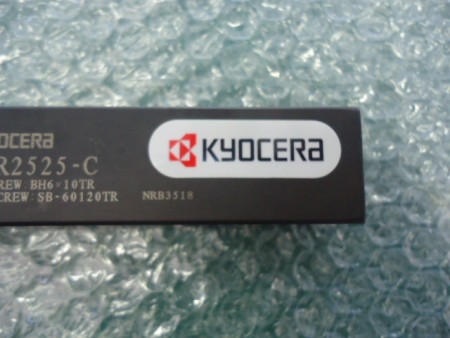 OCERA
KYOCERA
R2525-C
REW:BH6×10TR
CREW:SB-60120TR
NRB3518